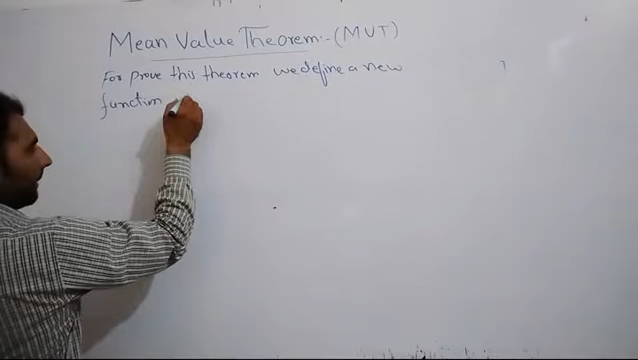 Mean Value Theorem:-(MVT)
For prove this theorem we define a new
function